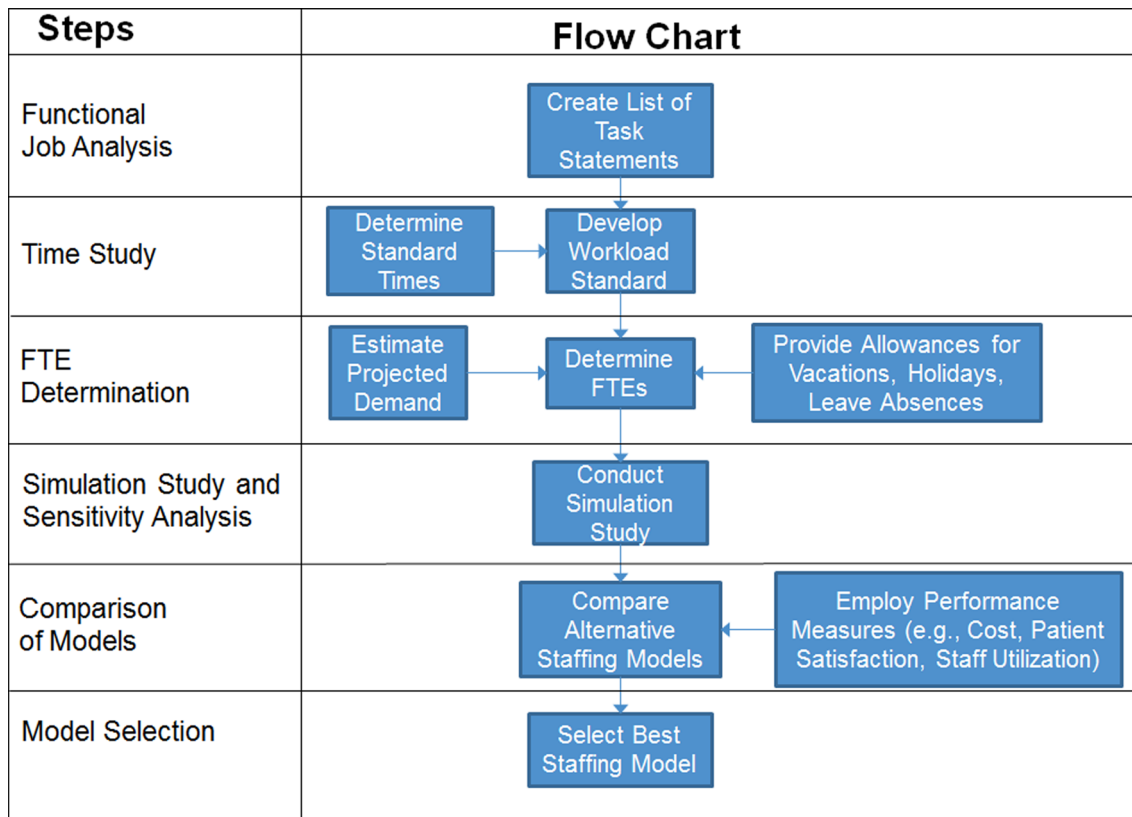 Steps
Flow Chart
Functional
Job Analysis
Create List of
Task
Statements
Time Study
Determine
Standard
Times
Develop
Workload
Standard
FTE
Determination
Estimate
Projected
Demand
Determine
FTEs
Provide Allowances for
Vacations, Holidays,
Leave Absences
Simulation Study and
Sensitivity Analysis
Conduct
Simulation
Study
Comparison
of Models
Compare
Alternative
Staffing Models
Employ Performance
Measures (e.g., Cost, Patient
Satisfaction, Staff Utilization)
Model Selection
Select Best
Staffing Model